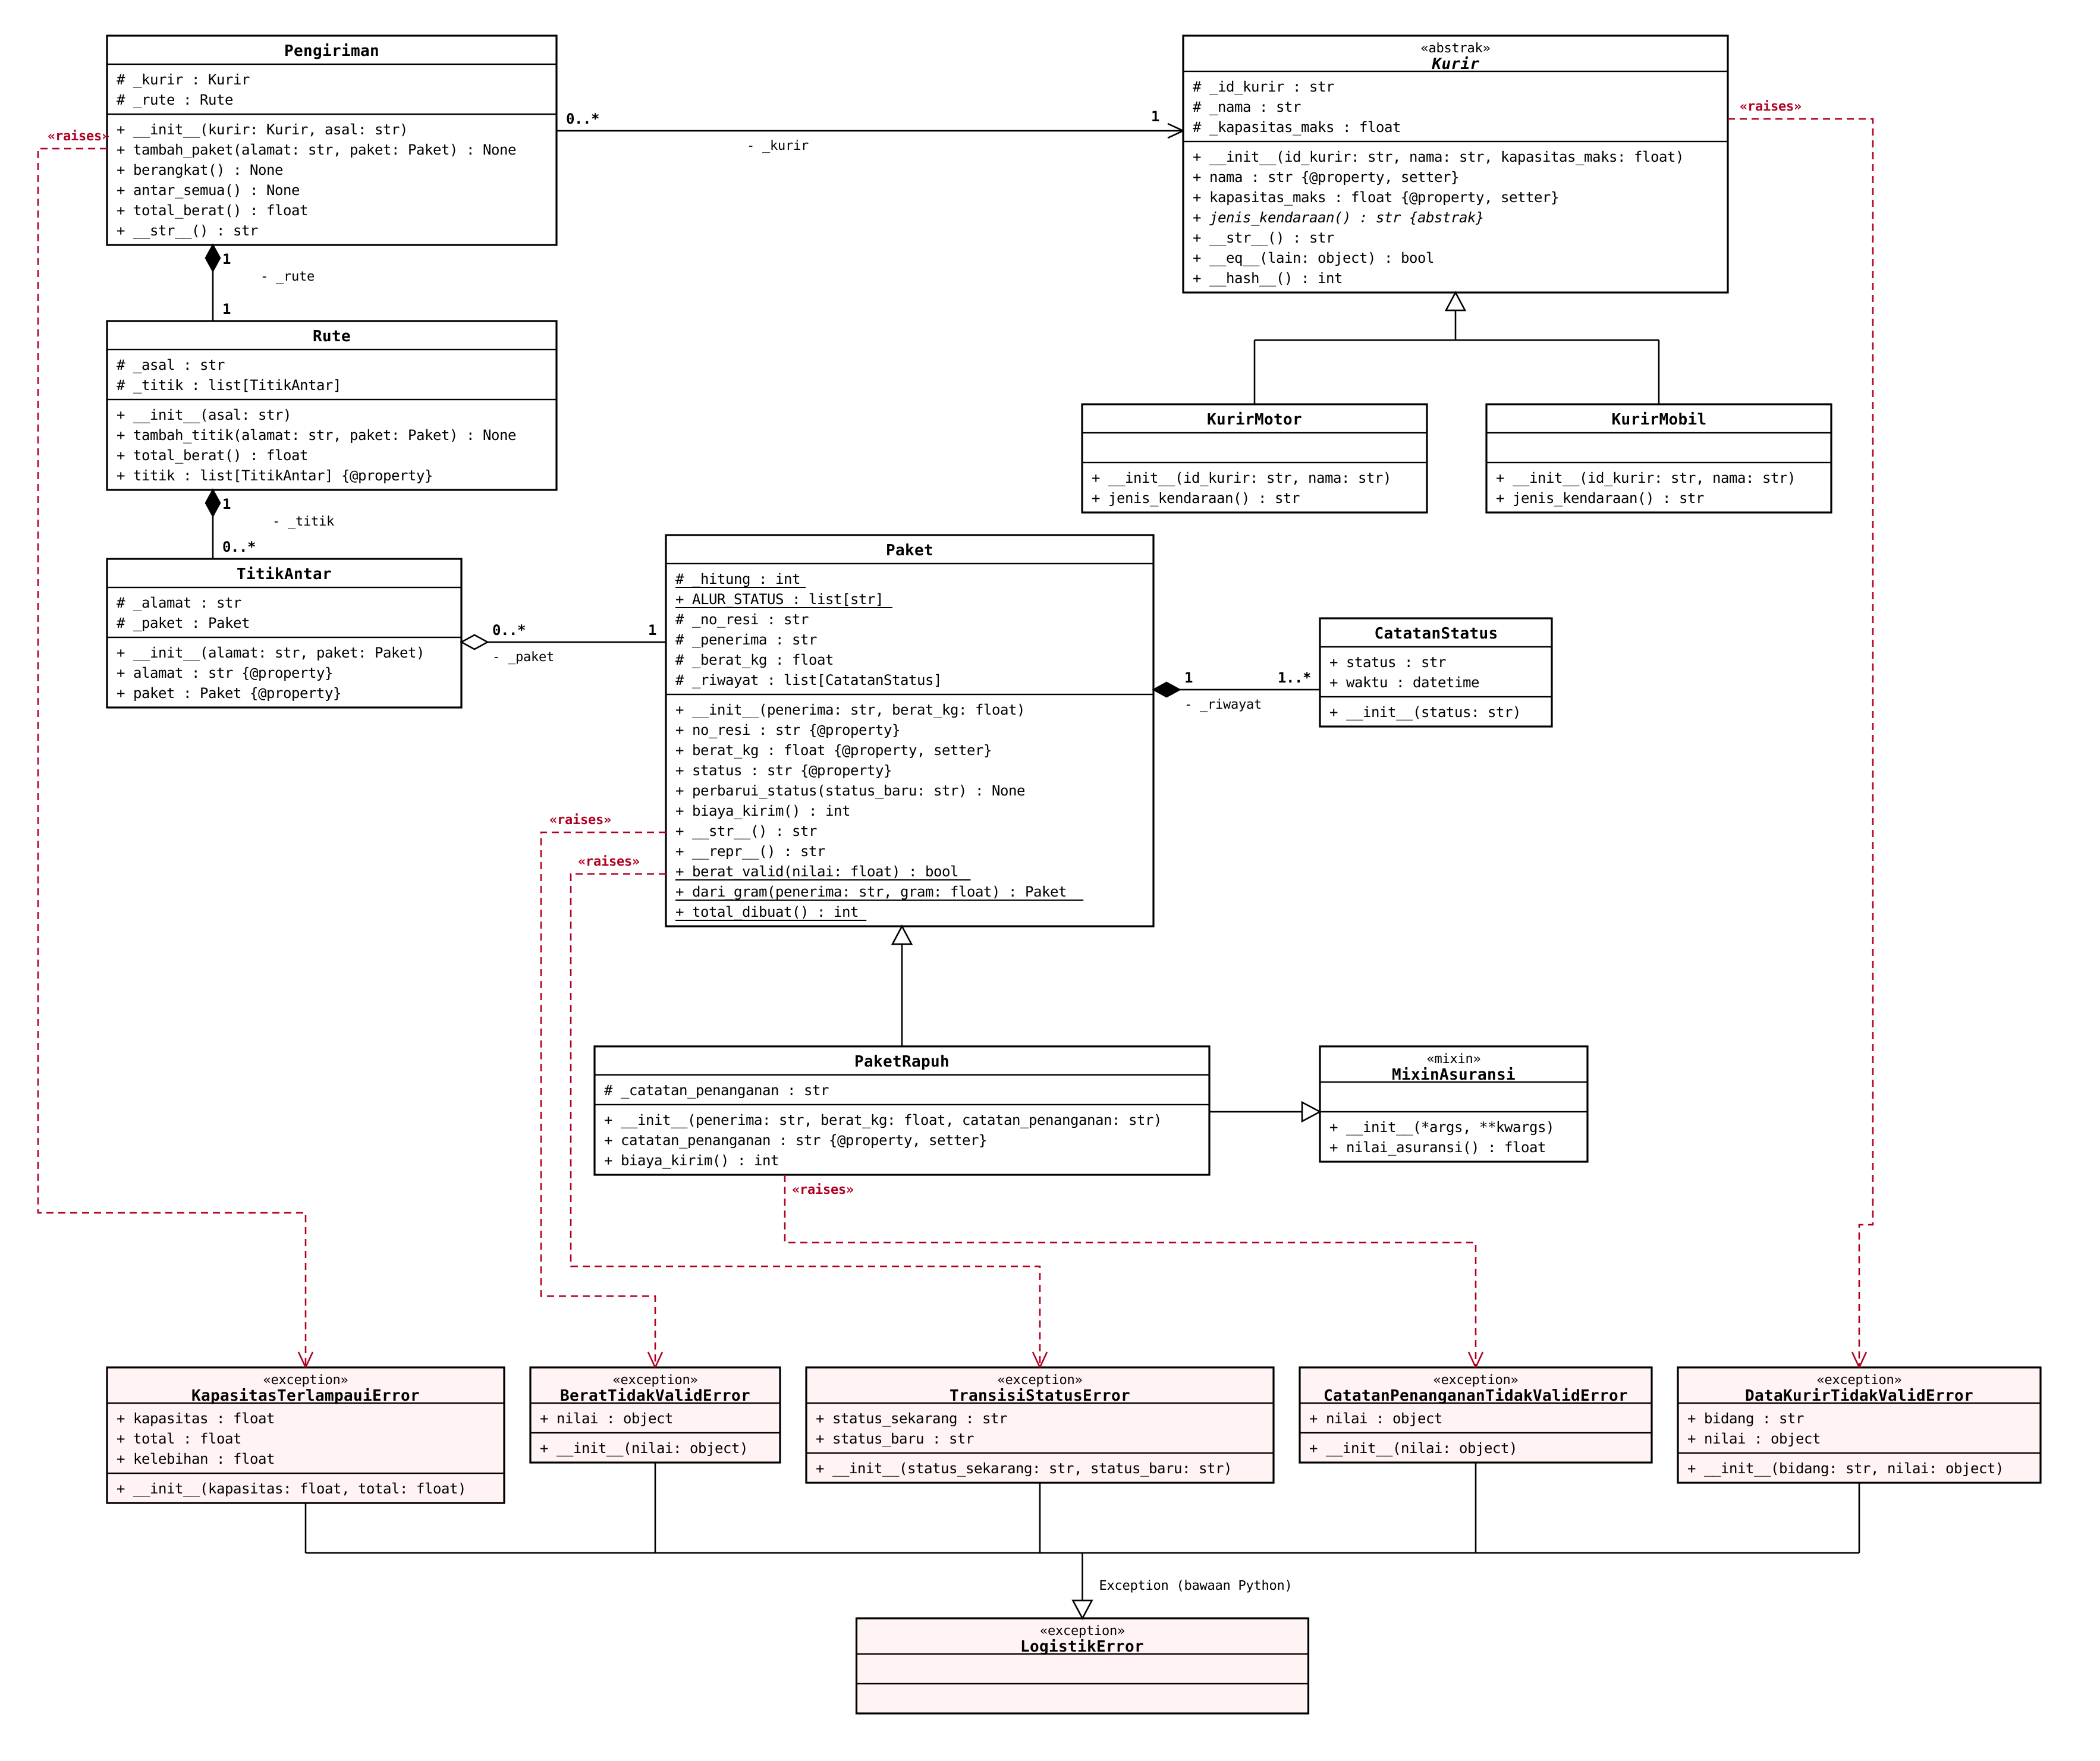 Pengiriman
# _kurir : Kurir
# _rute : Rute
+ __init__(kurir: Kurir, asal: str)
+ tambah_paket(alamat: str, paket: Paket) : None
+ berangkat() : None
+ antar_semua() : None
+ total_berat() : float
+ __str__() : str
«raises»
0..*
1
- _kurir
«abstrak»
Kurir
# _id_kurir : str
# _nama : str
# _kapasitas_maks : float
+ __init__(id_kurir: str, nama: str, kapasitas_maks: float)
+ nama : str {@property, setter}
+ kapasitas_maks : float {@property, setter}
+ jenis_kendaraan() : str {abstrak}
+ __str__() : str
+ __eq__(lain: object) : bool
+ __hash__() : int
«raises»
1
- _rute
1
Rute
# _asal : str
# _titik : list[TitikAntar]
+ __init__(asal: str)
+ tambah_titik(alamat: str, paket: Paket) : None
+ total_berat() : float
+ titik : list[TitikAntar] {@property}
KurirMotor
+ __init__(id_kurir: str, nama: str)
+ jenis_kendaraan() : str
KurirMobil
+ __init__(id_kurir: str, nama: str)
+ jenis_kendaraan() : str
1
- _titik
0..*
TitikAntar
# _alamat : str
# _paket : Paket
+ __init__(alamat: str, paket: Paket)
+ alamat : str {@property}
+ paket : Paket {@property}
0..*
1
- _paket
Paket
# _hitung : int
+ ALUR_STATUS : list[str]
# _no_resi : str
# _penerima : str
# _berat_kg : float
# _riwayat : list[CatatanStatus]
+ __init__(penerima: str, berat_kg: float)
+ no_resi : str {@property}
+ berat_kg : float {@property, setter}
+ status : str {@property}
+ perbarui_status(status_baru: str) : None
+ biaya_kirim() : int
+ __str__() : str
+ __repr__() : str
+ berat_valid(nilai: float) : bool
+ dari_gram(penerima: str, gram: float) : Paket
+ total_dibuat() : int
1
1..*
- _riwayat
CatatanStatus
+ status : str
+ waktu : datetime
+ __init__(status: str)
«raises»
«raises»
PaketRapuh
# _catatan_penanganan : str
+ __init__(penerima: str, berat_kg: float, catatan_penanganan: str)
+ catatan_penanganan : str {@property, setter}
+ biaya_kirim() : int
«mixin»
MixinAsuransi
+ __init__(*args, **kwargs)
+ nilai_asuransi() : float
«raises»
«exception»
KapasitasTerlampauiError
+ kapasitas : float
+ total : float
+ kelebihan : float
+ __init__(kapasitas: float, total: float)
«exception»
BeratTidakValidError
+ nilai : object
+ __init__(nilai: object)
«exception»
TransisiStatusError
+ status_sekarang : str
+ status_baru : str
+ __init__(status_sekarang: str, status_baru: str)
«exception»
CatatanPenangananTidakValidError
+ nilai : object
+ __init__(nilai: object)
«exception»
DataKurirTidakValidError
+ bidang : str
+ nilai : object
+ __init__(bidang: str, nilai: object)
Exception (bawaan Python)
«exception»
LogistikError